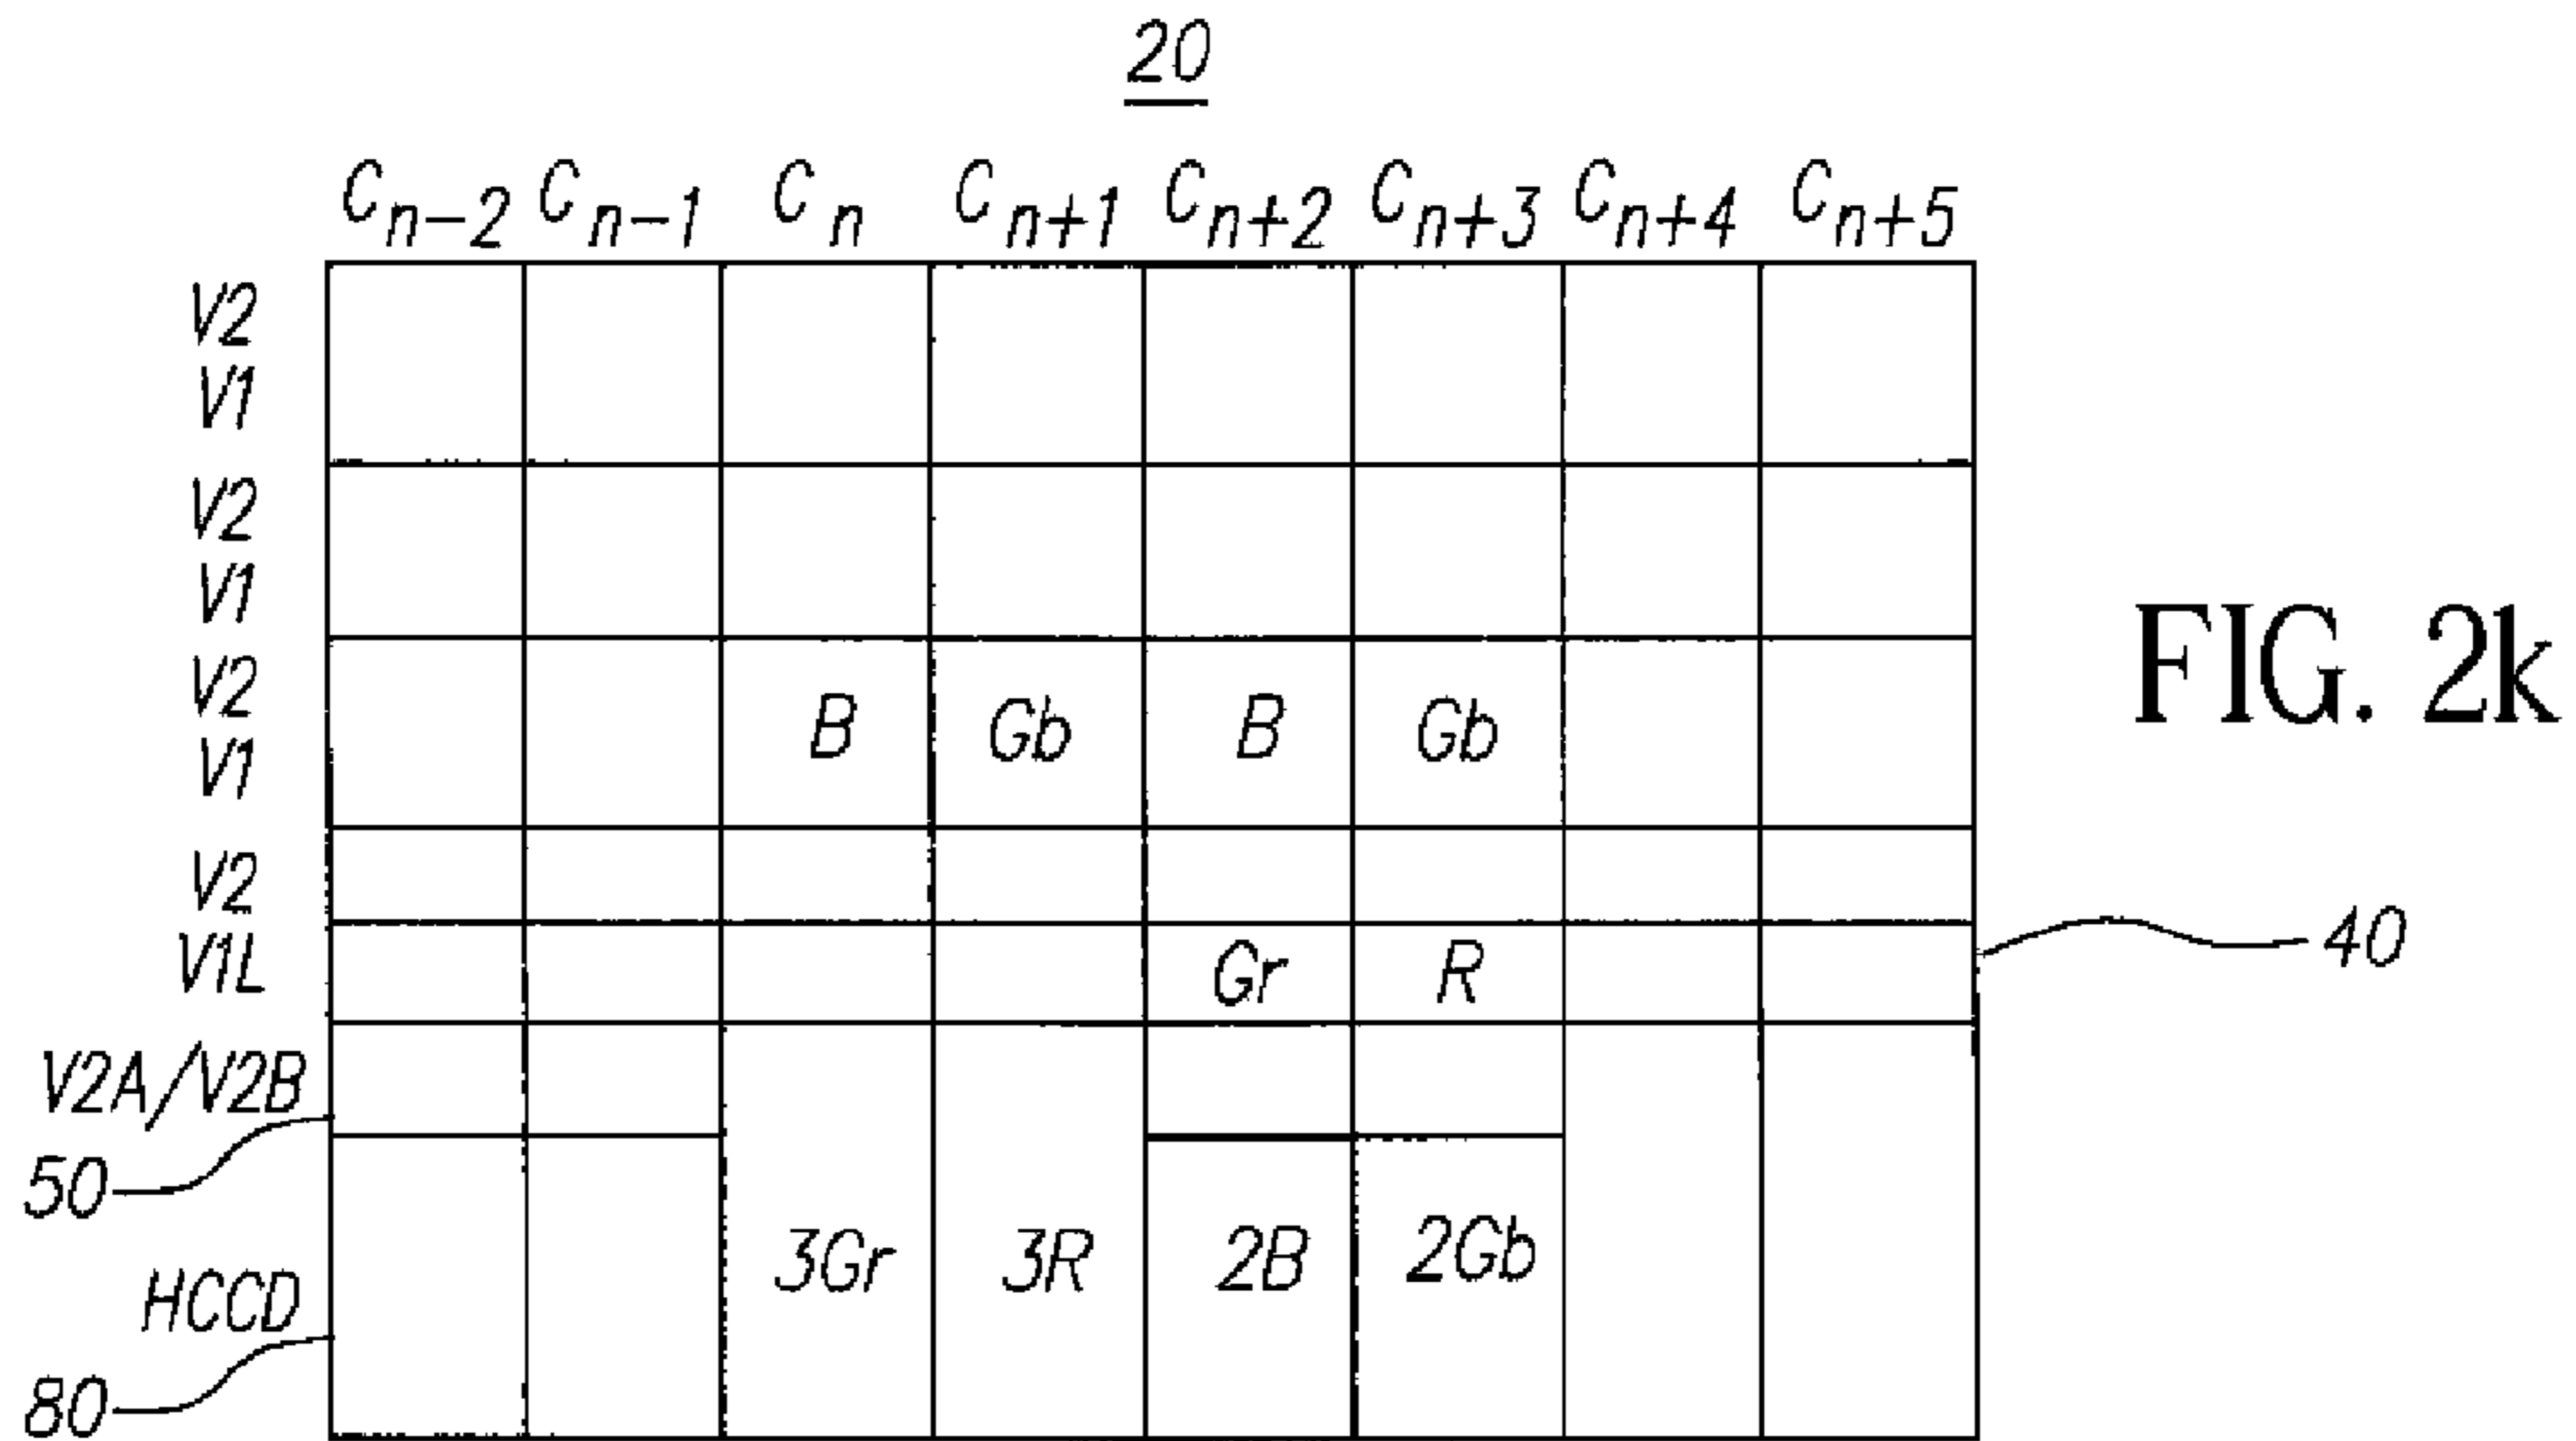 20
Cn-2 Cn-1 Cn Cn+1 Cn+2 Cn+3 Cn+4 Cn+5
V2
V1
V2
V1
V2
V1 B Gb B Gb
FIG. 2k
V2
V1L Gr R 40
V2A/V2B
50
3Gr 3R 2B 2Gb
HCCD
80